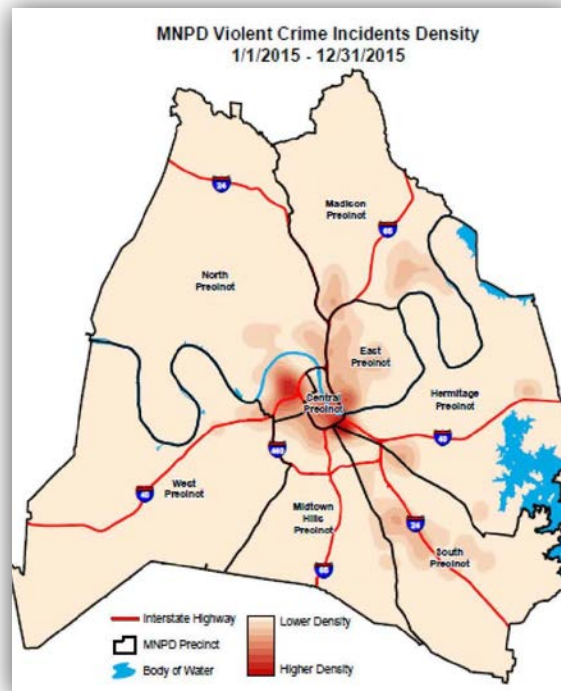 MNPD Violent Crime Incidents Density
1/1/2015 - 12/31/2015
24
Madison
Precinct
65
North
Precinct
East
Precinct
Hermitage
Precinct
Central
Precinct
440
40
West
Precinct
40
Midtown
Hills
Precinct
24
South
Precinct
65
Interstate Highway
MNPD Precinct
Body of Water
Lower Density
Higher Density